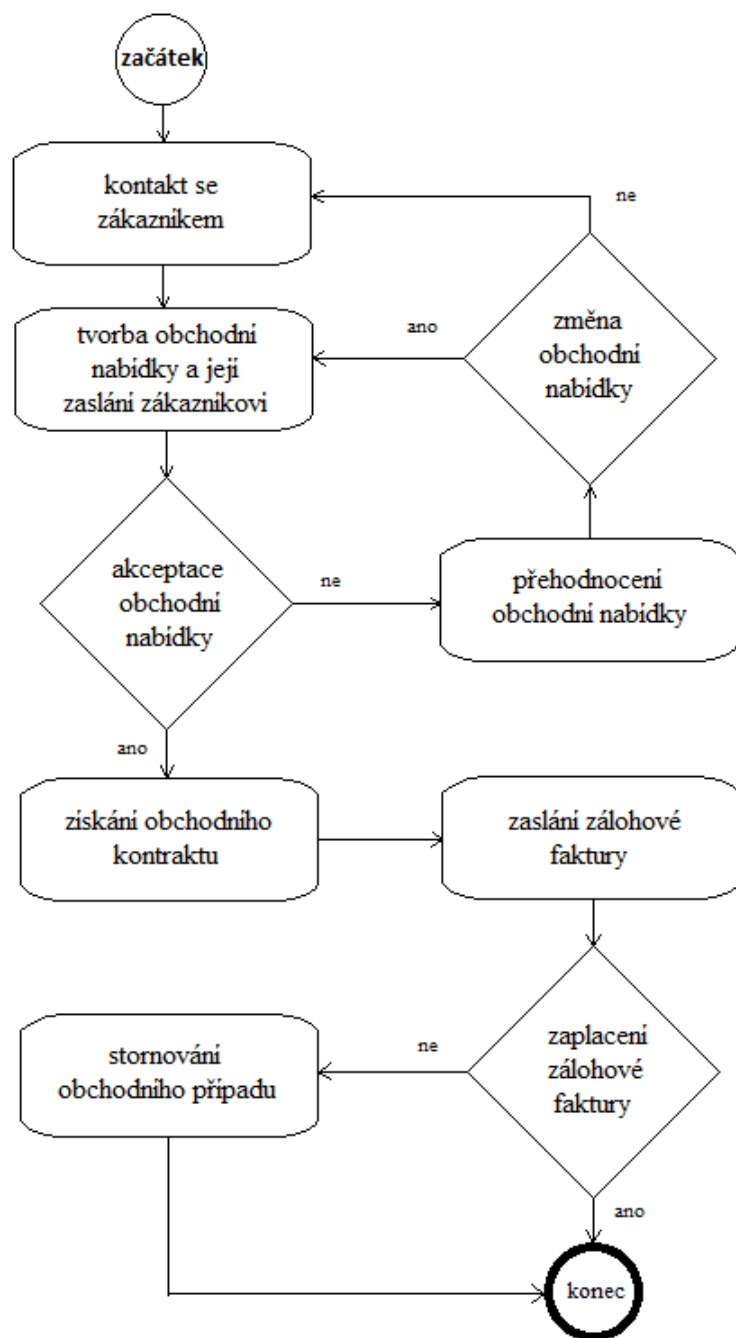 začátek
kontakt se
zákazníkem
ne
tvorba obchodní
nabídky a její
zaslání zákazníkovi
ano
změna
obchodní
nabídky
akceptace
obchodní
nabídky
ne
přehodnocení
obchodní nabídky
ano
získání obchodního
kontraktu
zaslání zálohové
faktury
stornování
obchodního případu
ne
zaplacení
zálohové
faktury
ano
konec